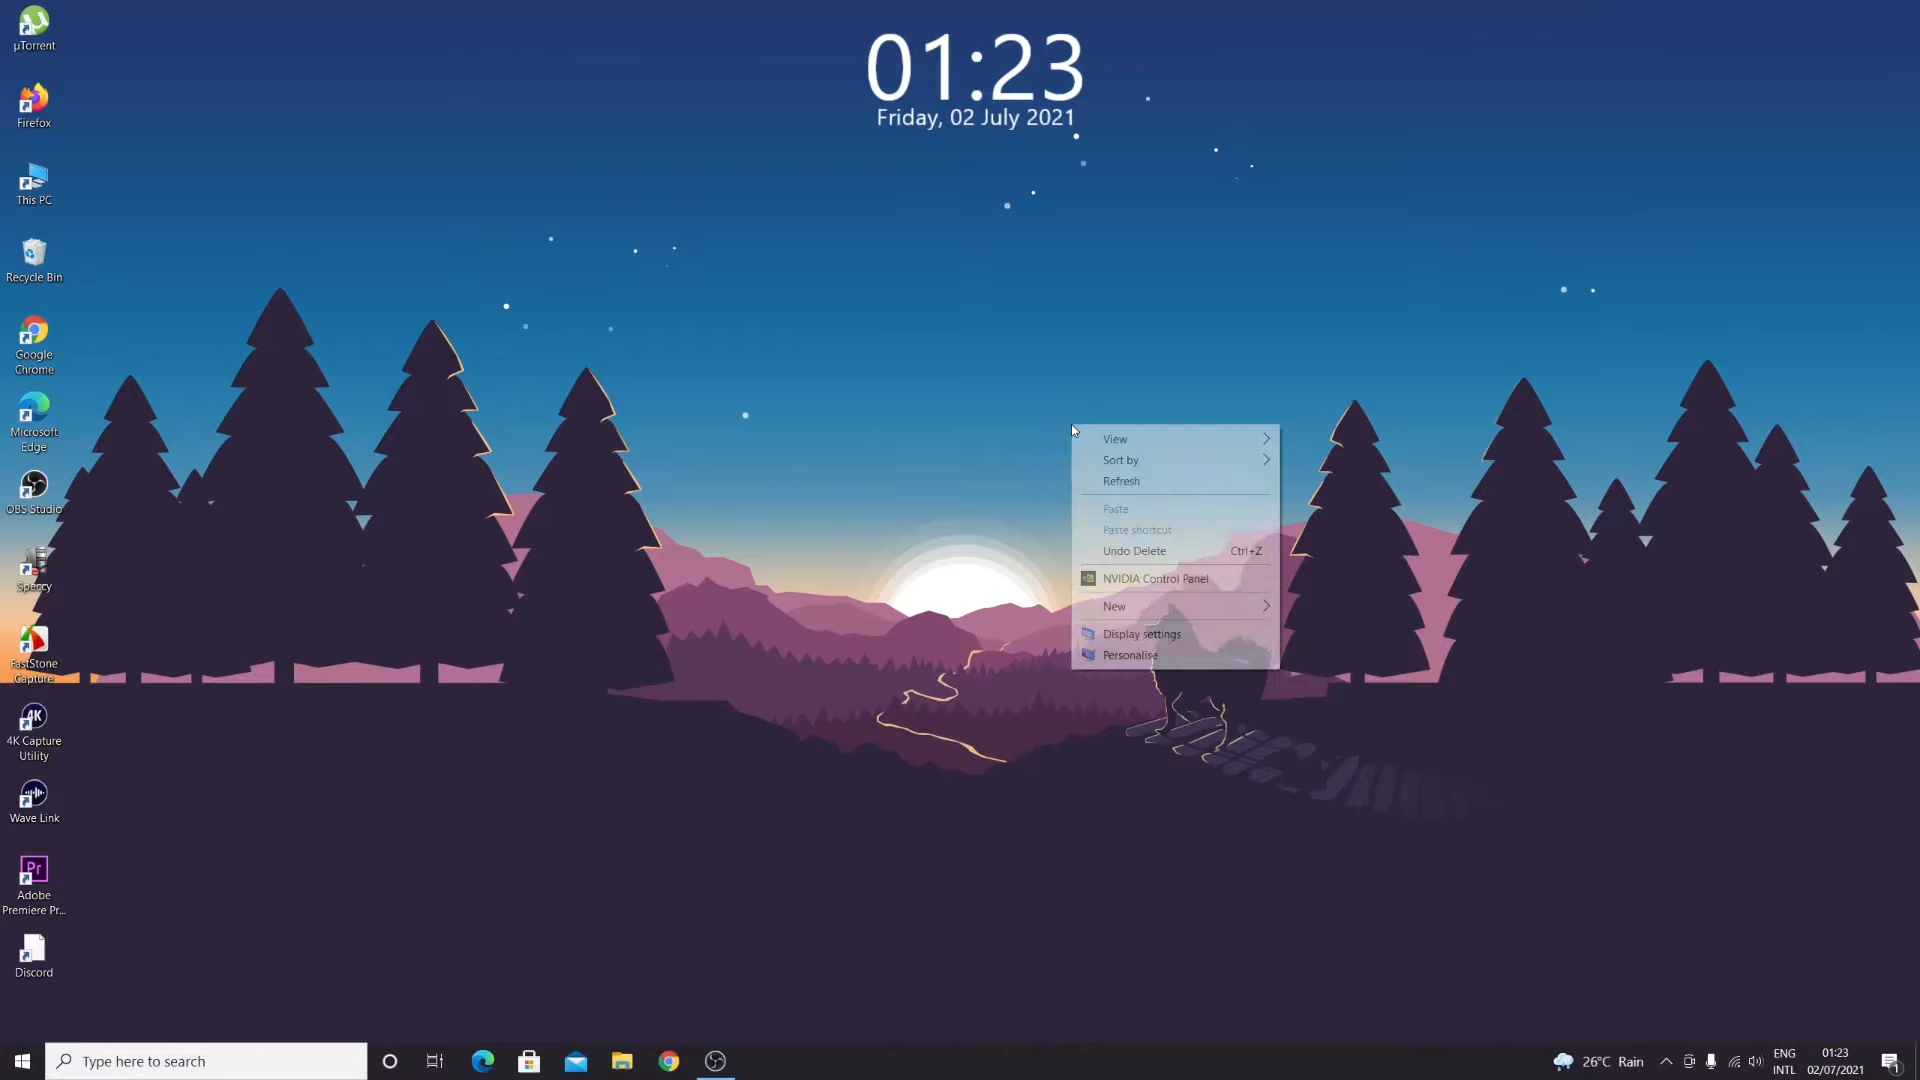 01:23
Friday, 02 July 2021
µTorrent
Firefox
This PC
Recycle Bin
Google
Chrome
Microsoft
Edge
OBS Studio
Speccy
FastStone
Capture
4K Capture
Utility
Wave Link
Adobe
Premiere Pr...
Discord
View
Sort by
Refresh
Paste
Paste shortcut
Undo Delete Ctrl+Z
NVIDIA Control Panel
New
Display settings
Personalise
Type here to search
26°C Rain
ENG
INTL
01:23
02/07/2021
1